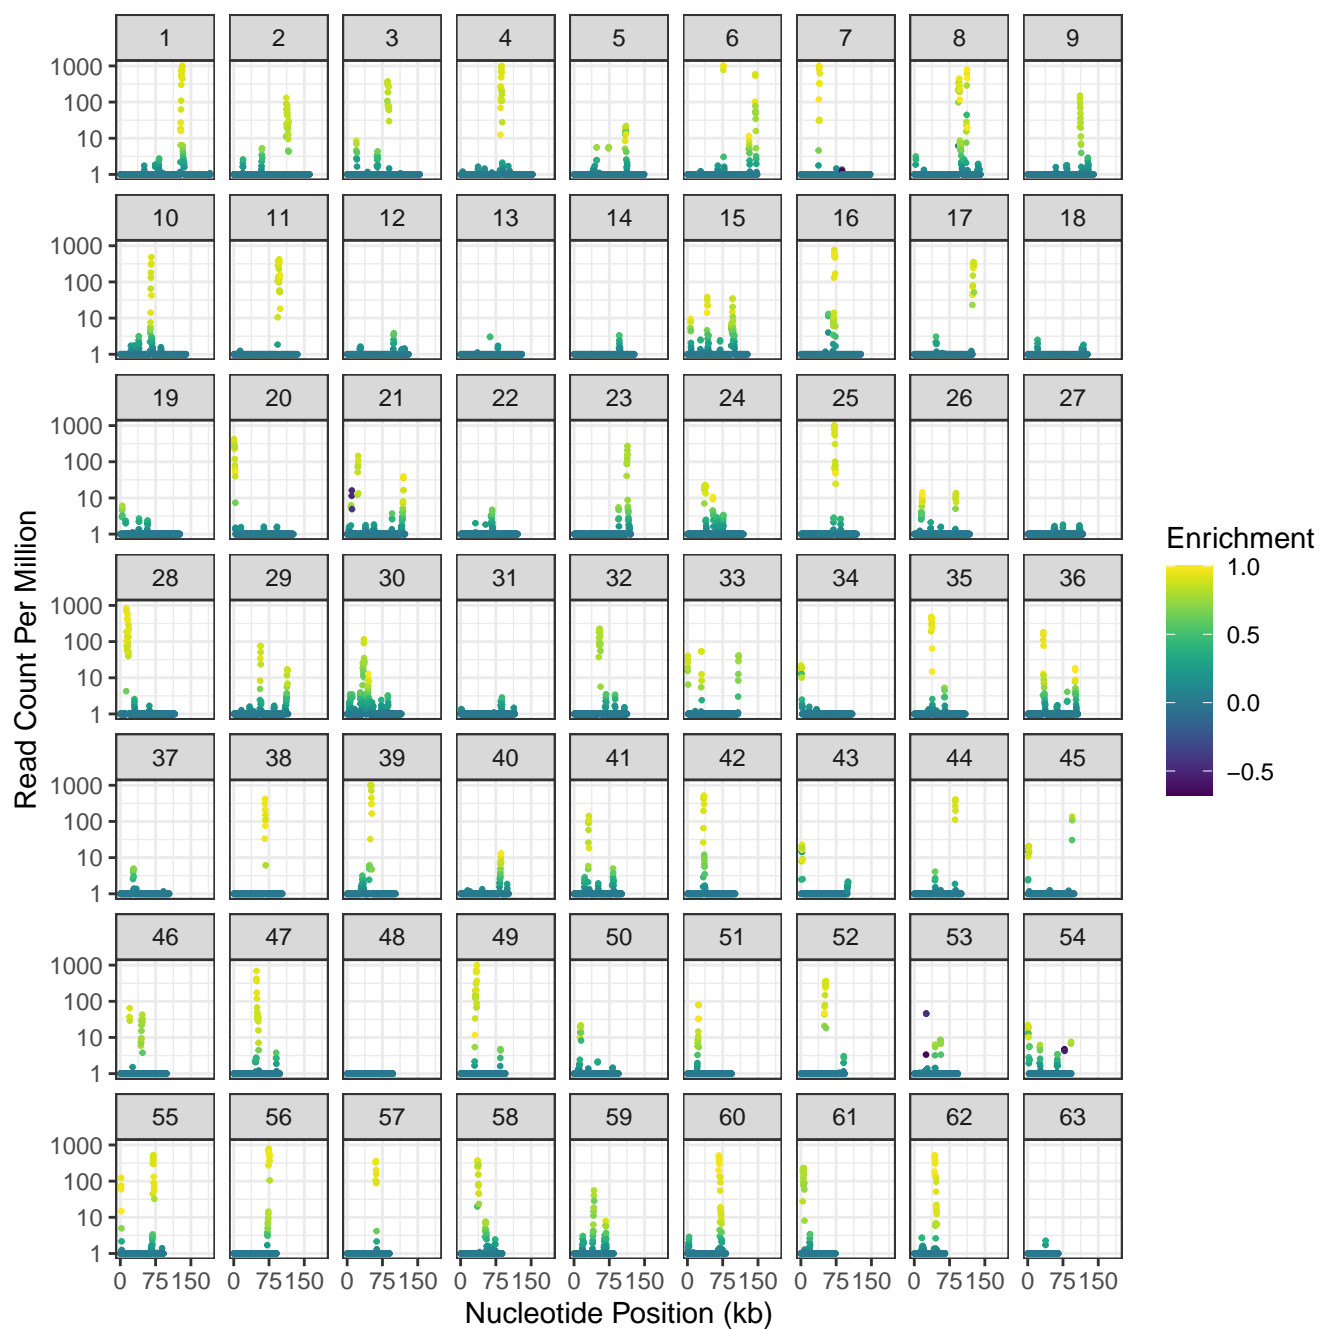 1 2 3 4 5 6 7 8 9
1000
100
10
1
10 11 12 13 14 15 16 17 18
1000
100
10
1
19 20 21 22 23 24 25 26 27
1000
100
10
1
28 29 30 31 32 33 34 35 36
1000
100
10
1
37 38 39 40 41 42 43 44 45
1000
100
10
1
46 47 48 49 50 51 52 53 54
1000
100
10
1
55 56 57 58 59 60 61 62 63
1000
100
10
1
0 75 150 0 75 150 0 75 150 0 75 150 0 75 150 0 75 150 0 75 150 0 75 150 0 75 150
Nucleotide Position (kb)
Read Count Per Million
Enrichment
1.0
0.5
0.0
−0.5